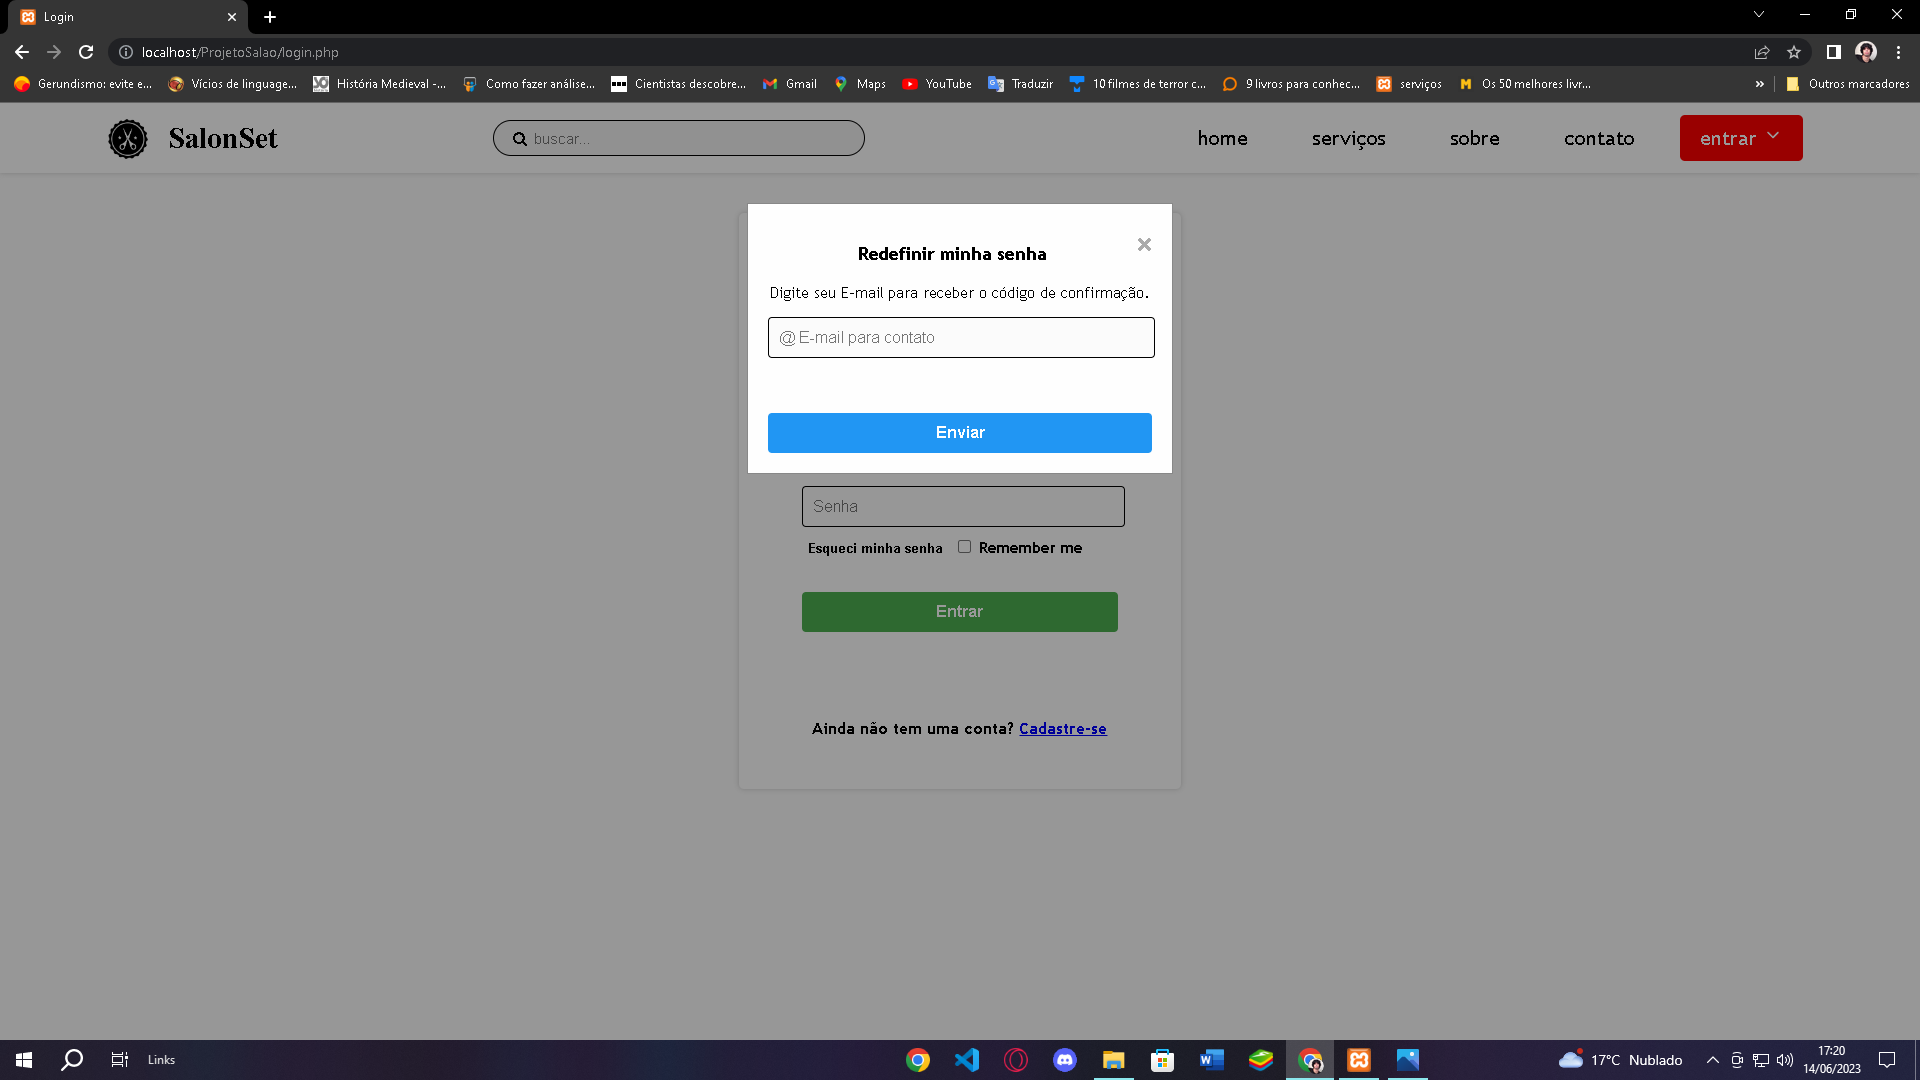 Login
localhost/ProjetoSalao/login.php
Gerundismo: evite e... Vícios de linguage... História Medieval -... Como fazer análise... Cientistas descobre... Gmail Maps YouTube Traduzir 10 filmes de terror c... 9 livros para conhec... serviços Os 50 melhores livr... » Outros marcadores
SalonSet buscar... home serviços sobre contato entrar
Redefinir minha senha
Digite seu E-mail para receber o código de confirmação.
@ E-mail para contato
Enviar
Senha
Esqueci minha senha Remember me
Entrar
Ainda não tem uma conta? Cadastre-se
Links 17°C Nublado 17:20
14/06/2023